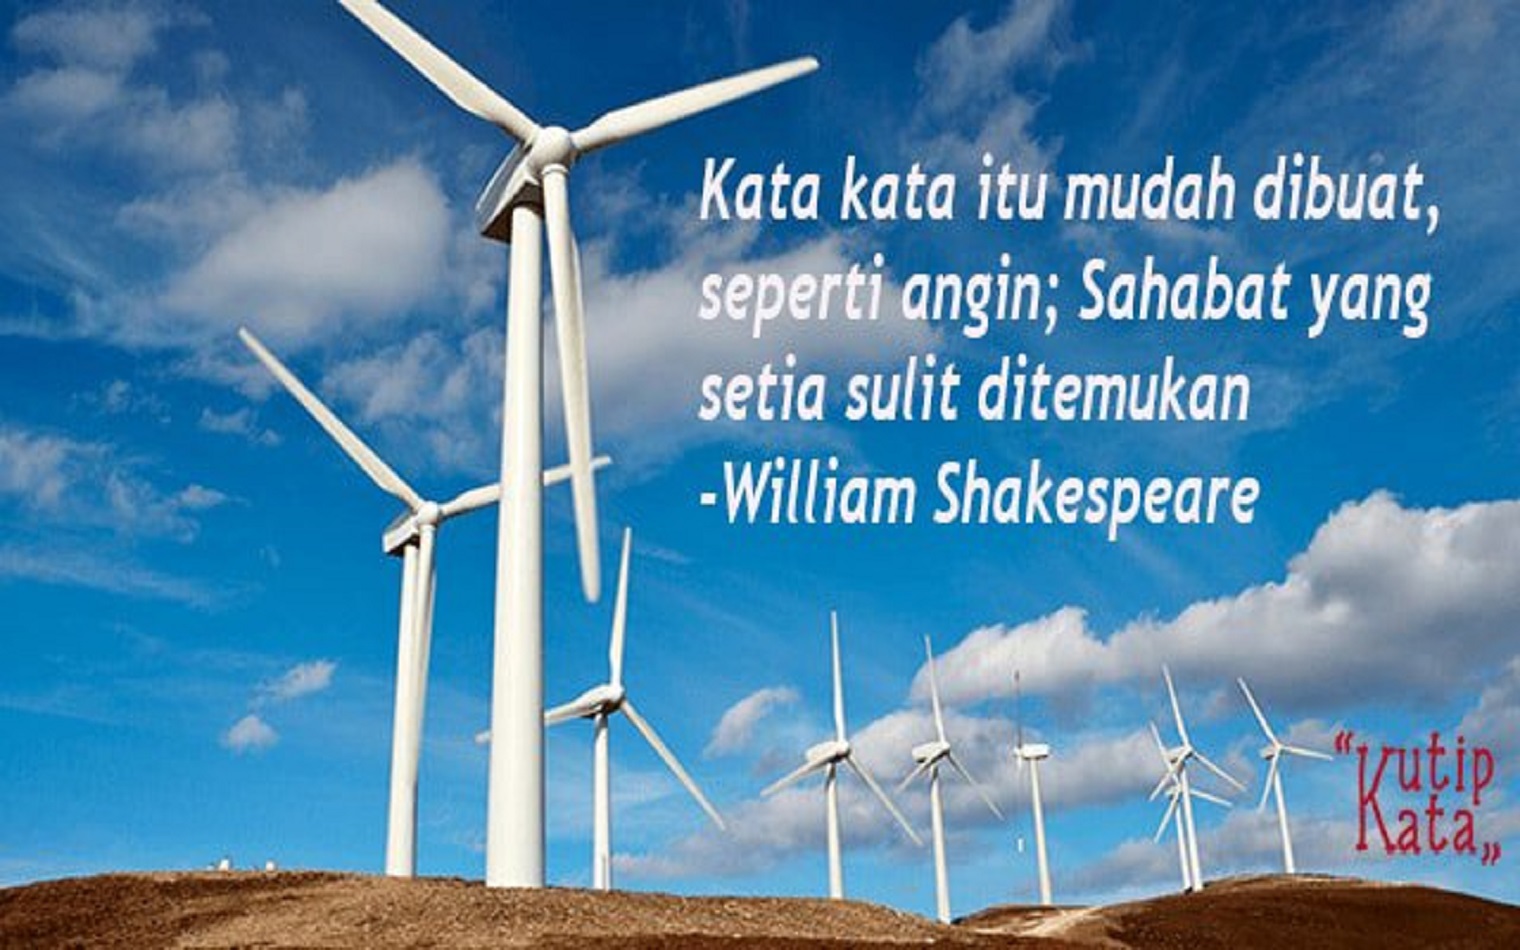 Kata kata itu mudah dibuat,
seperti angin; Sahabat yang
setia sulit ditemukan
-William Shakespeare
“Kutip
Kata„